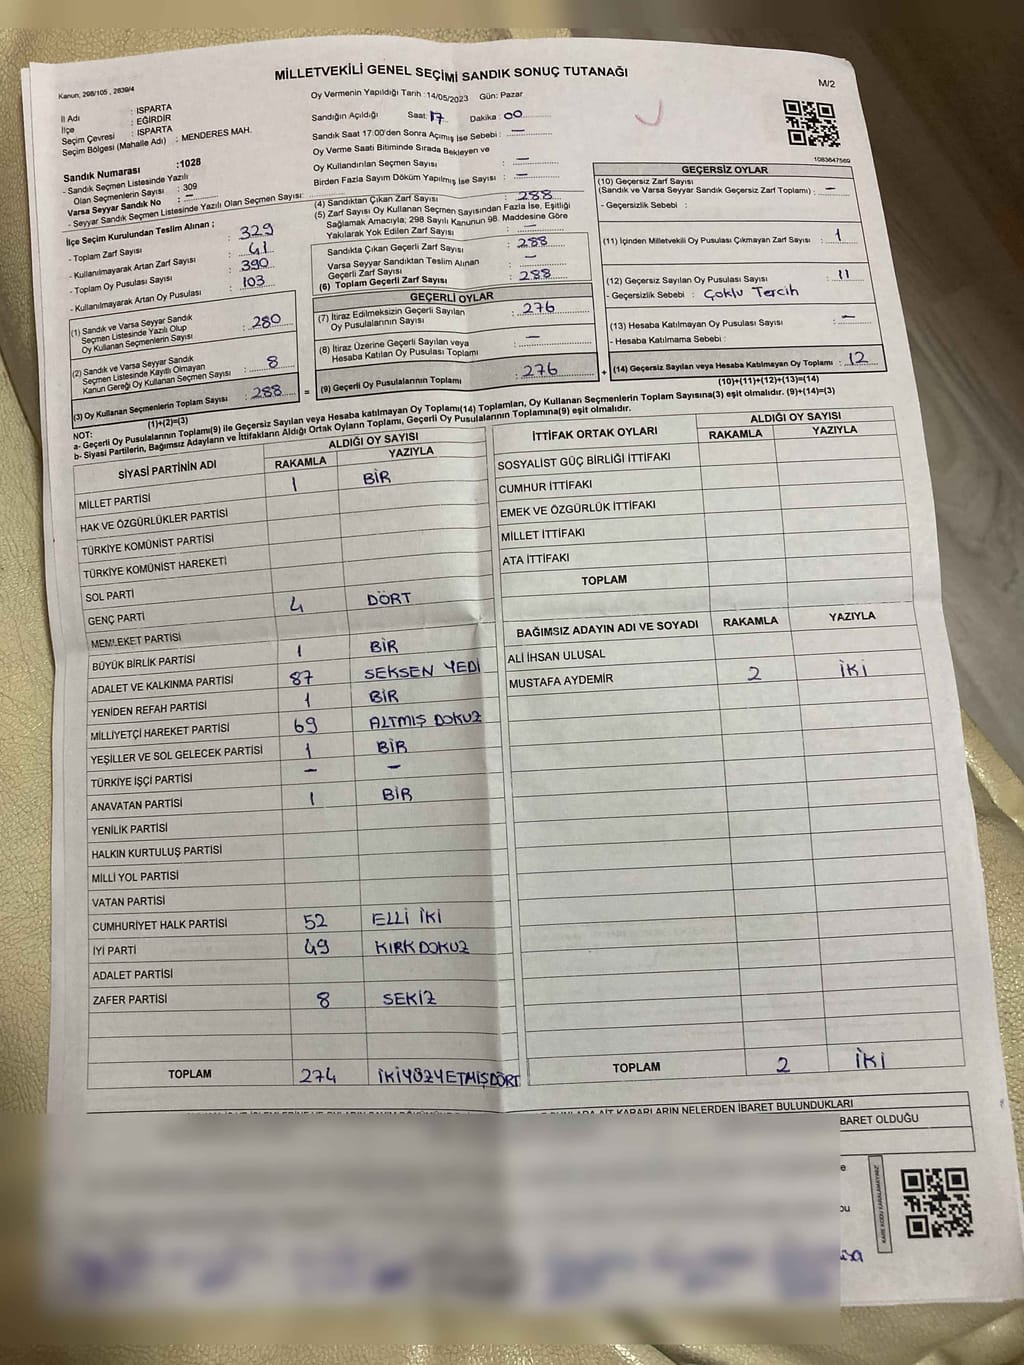 MİLLETVEKİLİ GENEL SEÇİMİ SANDIK SONUÇ TUTANAĞI
Kanun, 298/105 , 2839/4
M/2
Oy Vermenin Yapıldığı Tarih : 14/05/2023 Gün: Pazar
İl Adı : ISPARTA
İlçe : EĞİRDİR
Seçim Çevresi : ISPARTA
Seçim Bölgesi (Mahalle Adı) : MENDERES MAH.
Sandık Numarası :1028
- Sandık Seçmen Listesinde Yazılı
Olan Seçmenlerin Sayısı : 309
Varsa Seyyar Sandık No : —
- Seyyar Sandık Seçmen Listesinde Yazılı Olan Seçmen Sayısı:
İlçe Seçim Kurulundan Teslim Alınan ;
- Toplam Zarf Sayısı : 329
- Kullanılmayarak Artan Zarf Sayısı : 41
- Toplam Oy Pusulası Sayısı : 390
- Kullanılmayarak Artan Oy Pusulası : 103
(1) Sandık ve Varsa Seyyar Sandık
Seçmen Listesinde Yazılı Olup
Oy Kullanan Seçmenlerin Sayısı : 280
(2) Sandık ve Varsa Seyyar Sandık
Seçmen Listesinde Kayıtlı Olmayan
Kanun Gereği Oy Kullanan Seçmen Sayısı : 8
(3) Oy Kullanan Seçmenlerin Toplam Sayısı : 288 =
(1)+(2)=(3)
Sandığın Açıldığı Saat: 17 Dakika : 00
Sandık Saat 17:00'den Sonra Açımış İse Sebebi : —
Oy Verme Saati Bitiminde Sırada Bekleyen ve
Oy Kullandırılan Seçmen Sayısı : —
Birden Fazla Sayım Döküm Yapılmış İse Sayısı : —
(4) Sandıktan Çıkan Zarf Sayısı : 288
(5) Zarf Sayısı Oy Kullanan Seçmen Sayısından Fazla İse, Eşitliği
Sağlamak Amacıyla; 298 Sayılı Kanunun 98. Maddesine Göre
Yakılarak Yok Edilen Zarf Sayısı : —
Sandıkta Çıkan Geçerli Zarf Sayısı : 288
Varsa Seyyar Sandıktan Teslim Alınan
Geçerli Zarf Sayısı : —
(6) Toplam Geçerli Zarf Sayısı : 288
GEÇERLİ OYLAR
(7) İtiraz Edilmeksizin Geçerli Sayılan
Oy Pusulalarının Sayısı : 276
(8) İtiraz Üzerine Geçerli Sayılan veya
Hesaba Katılan Oy Pusulası Toplamı : —
(9) Geçerli Oy Pusulalarının Toplamı : 276 +
1083647569
GEÇERSİZ OYLAR
(10) Geçersiz Zarf Sayısı
(Sandık ve Varsa Seyyar Sandık Geçersiz Zarf Toplamı) : —
- Geçersizlik Sebebi :
(11) İçinden Milletvekili Oy Pusulası Çıkmayan Zarf Sayısı : 1
(12) Geçersiz Sayılan Oy Pusulası Sayısı : 11
- Geçersizlik Sebebi : Çoklu Tercih
(13) Hesaba Katılmayan Oy Pusulası Sayısı : —
- Hesaba Katılmama Sebebi :
(14) Geçersiz Sayılan veya Hesaba Katılmayan Oy Toplamı : 12
(10)+(11)+(12)+(13)=(14)
NOT:
a- Geçerli Oy Pusulalarının Toplamı(9) ile Geçersiz Sayılan veya Hesaba katılmayan Oy Toplamı(14) Toplamları, Oy Kullanan Seçmenlerin Toplam Sayısına(3) eşit olmalıdır. (9)+(14)=(3)
b- Siyasi Partilerin, Bağımsız Adayların ve İttifakların Aldığı Ortak Oyların Toplamı, Geçerli Oy Pusulalarının Toplamına(9) eşit olmalıdır.
SİYASİ PARTİNİN ADI ALDIĞI OY SAYISI
RAKAMLA YAZIYLA
MİLLET PARTİSİ 1 BİR
HAK VE ÖZGÜRLÜKLER PARTİSİ
TÜRKİYE KOMÜNİST PARTİSİ
TÜRKİYE KOMÜNİST HAREKETİ
SOL PARTİ
GENÇ PARTİ 4 DÖRT
MEMLEKET PARTİSİ
BÜYÜK BİRLİK PARTİSİ 1 BİR
ADALET VE KALKINMA PARTİSİ 87 SEKSEN YEDİ
YENİDEN REFAH PARTİSİ 1 BİR
MİLLİYETÇİ HAREKET PARTİSİ 69 ALTMIŞ DOKUZ
YEŞİLLER VE SOL GELECEK PARTİSİ 1 BİR
TÜRKİYE İŞÇİ PARTİSİ — —
ANAVATAN PARTİSİ 1 BİR
YENİLİK PARTİSİ
HALKIN KURTULUŞ PARTİSİ
MİLLİ YOL PARTİSİ
VATAN PARTİSİ
CUMHURİYET HALK PARTİSİ 52 ELLİ İKİ
İYİ PARTİ 49 KIRK DOKUZ
ADALET PARTİSİ
ZAFER PARTİSİ 8 SEKİZ
TOPLAM 274 İKİYÜZYETMİŞDÖRT
İTTİFAK ORTAK OYLARI ALDIĞI OY SAYISI
RAKAMLA YAZIYLA
SOSYALİST GÜÇ BİRLİĞİ İTTİFAKI
CUMHUR İTTİFAKI
EMEK VE ÖZGÜRLÜK İTTİFAKI
MİLLET İTTİFAKI
ATA İTTİFAKI
TOPLAM
BAĞIMSIZ ADAYIN ADI VE SOYADI RAKAMLA YAZIYLA
ALİ İHSAN ULUSAL
MUSTAFA AYDEMİR 2 İKİ
TOPLAM 2 İKİ
KARARLARIN NELERDEN İBARET BULUNDUKLARI
BARET OLDUĞU
KARE KODU KARALAMAYINIZ